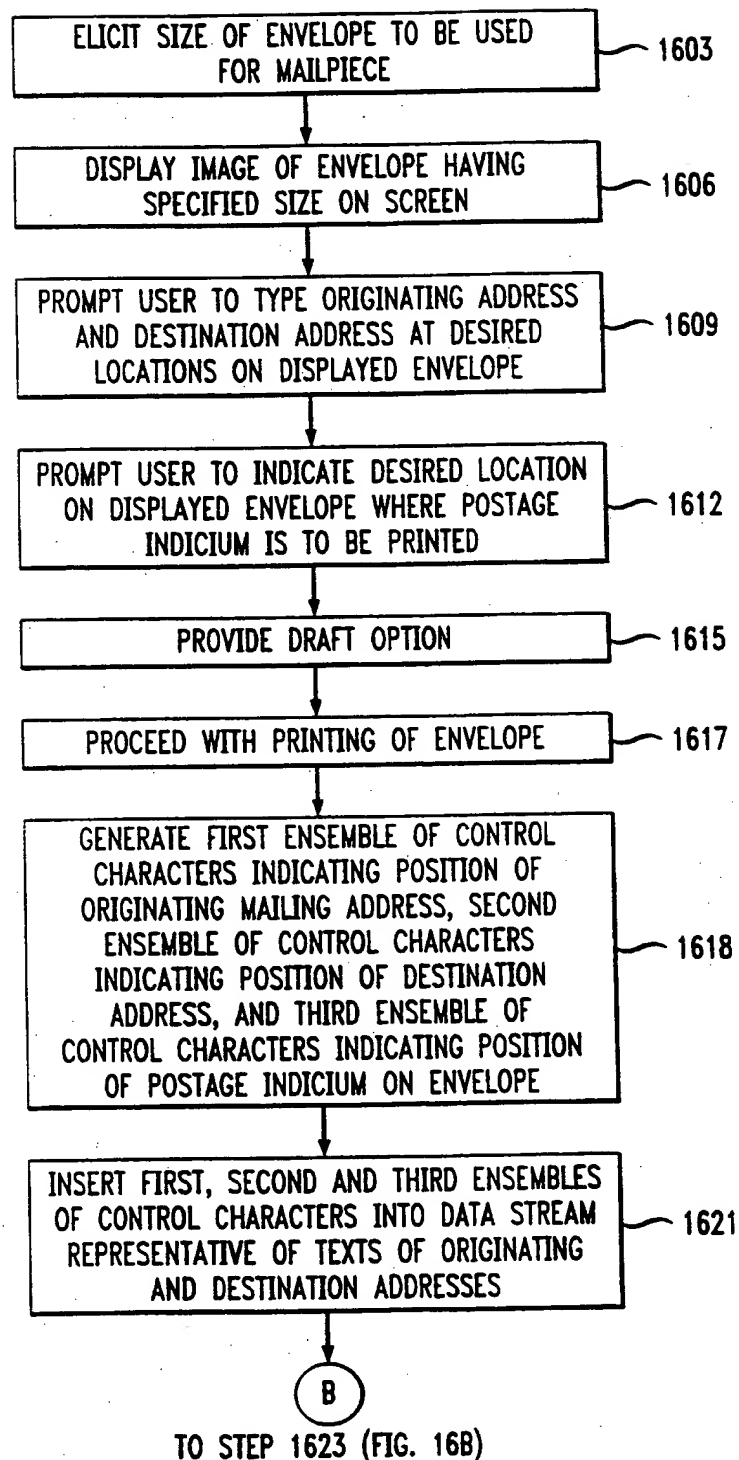 ELICIT SIZE OF ENVELOPE TO BE USED
FOR MAILPIECE
1603
DISPLAY IMAGE OF ENVELOPE HAVING
SPECIFIED SIZE ON SCREEN
1606
PROMPT USER TO TYPE ORIGINATING ADDRESS
AND DESTINATION ADDRESS AT DESIRED
LOCATIONS ON DISPLAYED ENVELOPE
1609
PROMPT USER TO INDICATE DESIRED LOCATION
ON DISPLAYED ENVELOPE WHERE POSTAGE
INDICIUM IS TO BE PRINTED
1612
PROVIDE DRAFT OPTION
1615
PROCEED WITH PRINTING OF ENVELOPE
1617
GENERATE FIRST ENSEMBLE OF CONTROL
CHARACTERS INDICATING POSITION OF
ORIGINATING MAILING ADDRESS, SECOND
ENSEMBLE OF CONTROL CHARACTERS
INDICATING POSITION OF DESTINATION
ADDRESS, AND THIRD ENSEMBLE OF
CONTROL CHARACTERS INDICATING POSITION
OF POSTAGE INDICIUM ON ENVELOPE
1618
INSERT FIRST, SECOND AND THIRD ENSEMBLES
OF CONTROL CHARACTERS INTO DATA STREAM
REPRESENTATIVE OF TEXTS OF ORIGINATING
AND DESTINATION ADDRESSES
1621
B
TO STEP 1623 (FIG. 16B)